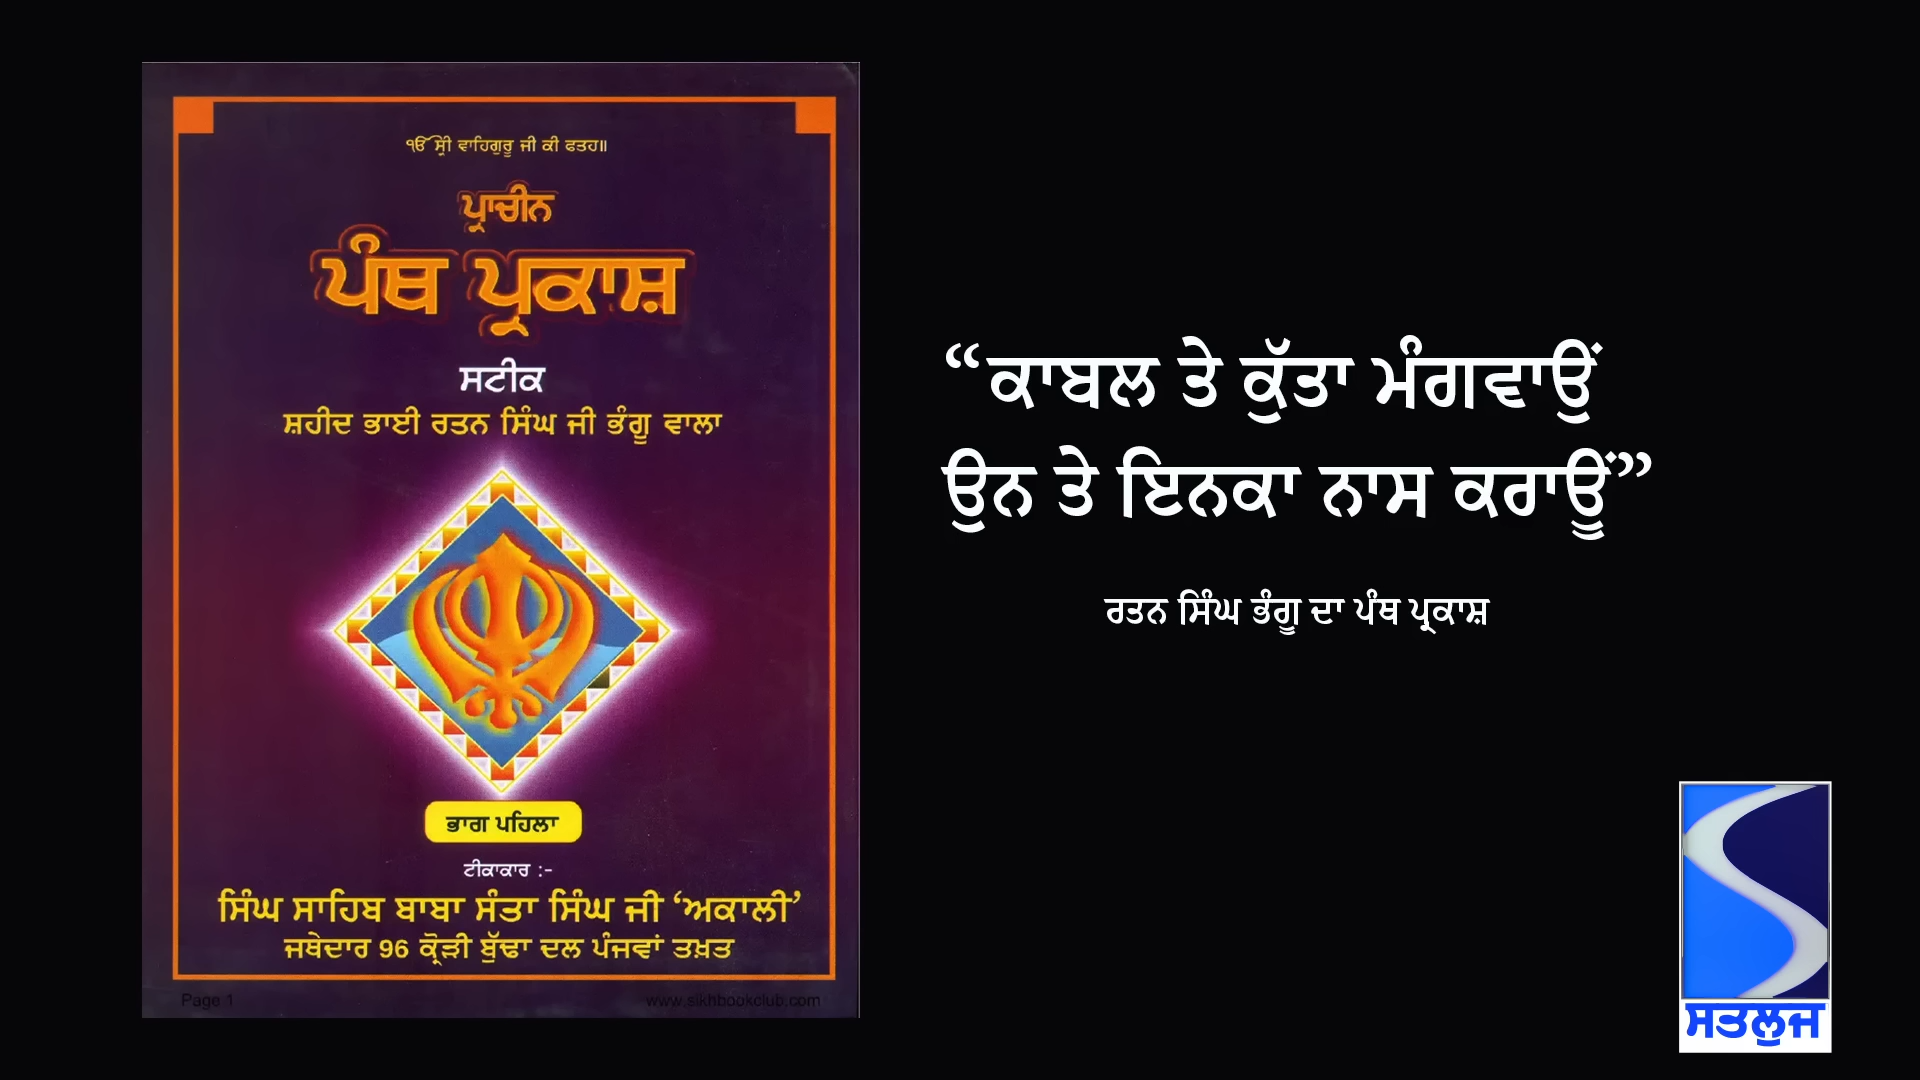 ੴ ਸ੍ਰੀ ਵਾਹਿਗੁਰੂ ਜੀ ਕੀ ਫਤਹ॥
ਪ੍ਰਾਚੀਨ
ਪੰਥ ਪ੍ਰਕਾਸ਼
ਸਟੀਕ
ਸ਼ਹੀਦ ਭਾਈ ਰਤਨ ਸਿੰਘ ਜੀ ਭੰਗੂ ਵਾਲਾ
ਭਾਗ ਪਹਿਲਾ
ਟੀਕਾਕਾਰ :-
ਸਿੰਘ ਸਾਹਿਬ ਬਾਬਾ ਸੰਤਾ ਸਿੰਘ ਜੀ ‘ਅਕਾਲੀ’
ਜਥੇਦਾਰ 96 ਕ੍ਰੋੜੀ ਬੁੱਢਾ ਦਲ ਪੰਜਵਾਂ ਤਖ਼ਤ
Page 1
www.sikhbookclub.com
“ਕਾਬਲ ਤੇ ਕੁੱਤਾ ਮੰਗਵਾਉਂ
ਉਨ ਤੇ ਇਨਕਾ ਨਾਸ ਕਰਾਊਂ”
ਰਤਨ ਸਿੰਘ ਭੰਗੂ ਦਾ ਪੰਥ ਪ੍ਰਕਾਸ਼
ਸਤਲੁਜ